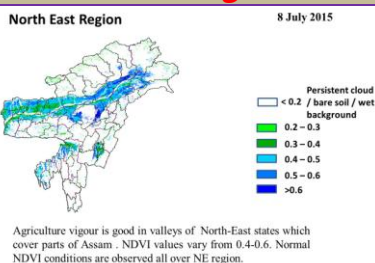 North East Region
8 July 2015
Persistent cloud
< 0.2 / bare soil / wet
background
0.2 – 0.3
0.3 – 0.4
0.4 – 0.5
0.5 – 0.6
>0.6
Agriculture vigour is good in valleys of North-East states which
cover parts of Assam . NDVI values vary from 0.4-0.6. Normal
NDVI conditions are observed all over NE region.